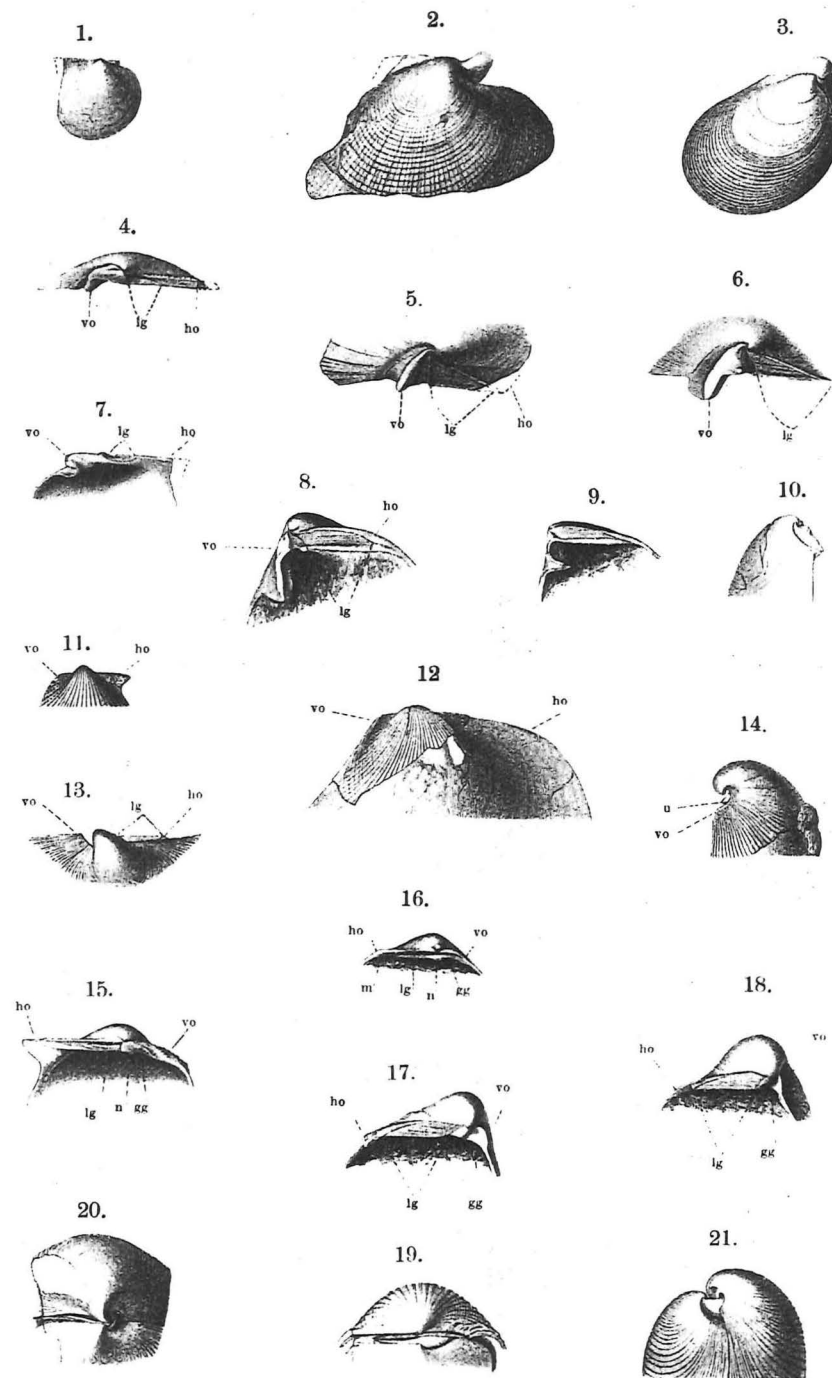 1.
2.
3.
4.
vo lg ho
5.
vo lg ho
6.
vo lg
7.
vo lg ho
8.
vo ho
lg
9.
10.
11.
vo ho
12
vo ho
13.
vo lg ho
14.
u
vo
16.
ho vo
m lg n gg
15.
ho vo
lg n gg
17.
ho vo
lg gg
18.
ho vo
lg gg
20.
19.
21.